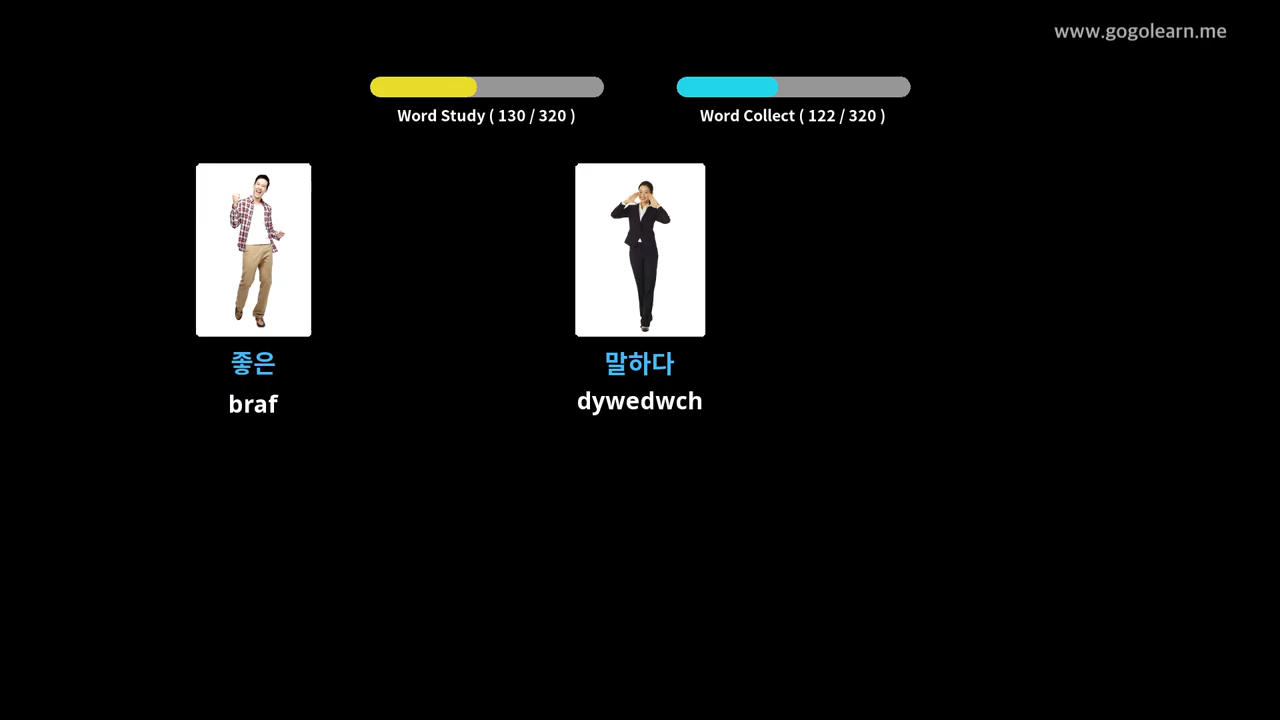 www.gogolearn.me
Word Study ( 130 / 320 )
Word Collect ( 122 / 320 )
좋은
braf
말하다
dywedwch